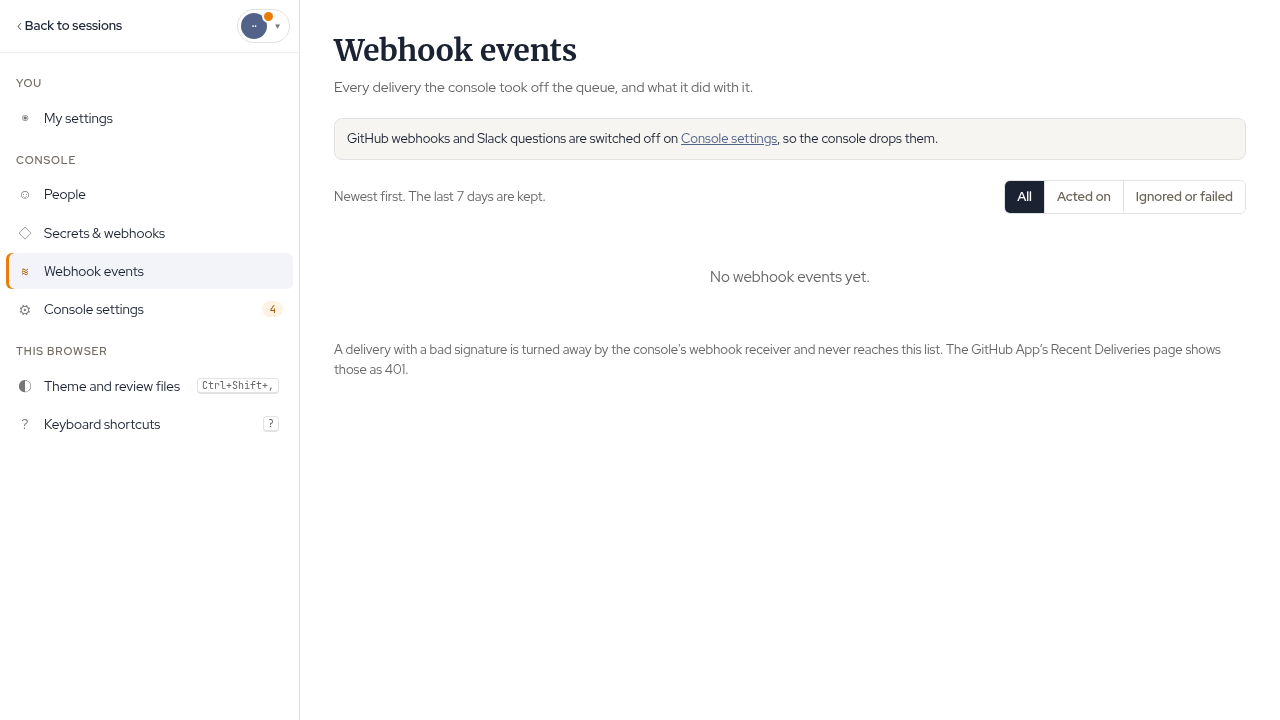 ‹ Back to sessions
YOU
My settings
CONSOLE
People
Secrets & webhooks
Webhook events
Console settings
4
THIS BROWSER
Theme and review files
Ctrl+Shift+,
? Keyboard shortcuts
?
Webhook events
Every delivery the console took off the queue, and what it did with it.
GitHub webhooks and Slack questions are switched off on Console settings, so the console drops them.
Newest first. The last 7 days are kept.
All
Acted on
Ignored or failed
No webhook events yet.
A delivery with a bad signature is turned away by the console's webhook receiver and never reaches this list. The GitHub App's Recent Deliveries page shows
those as 401.